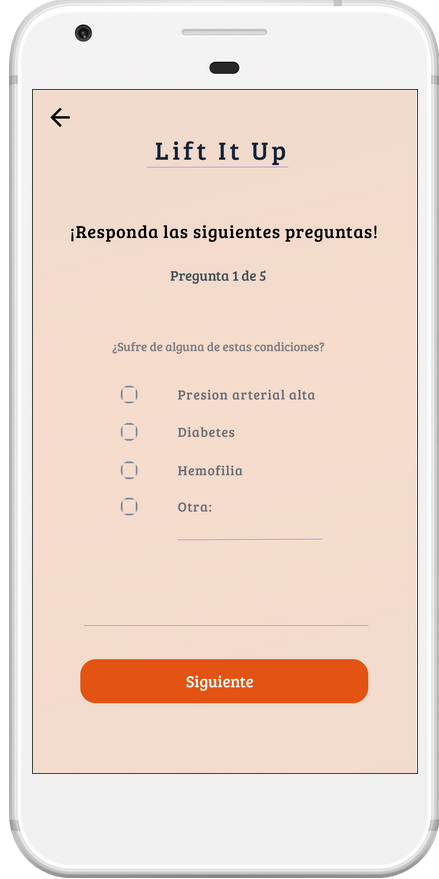 Lift It Up
¡Responda las siguientes preguntas!
Pregunta 1 de 5
¿Sufre de alguna de estas condiciones?
Presion arterial alta
Diabetes
Hemofilia
Otra:
Siguiente